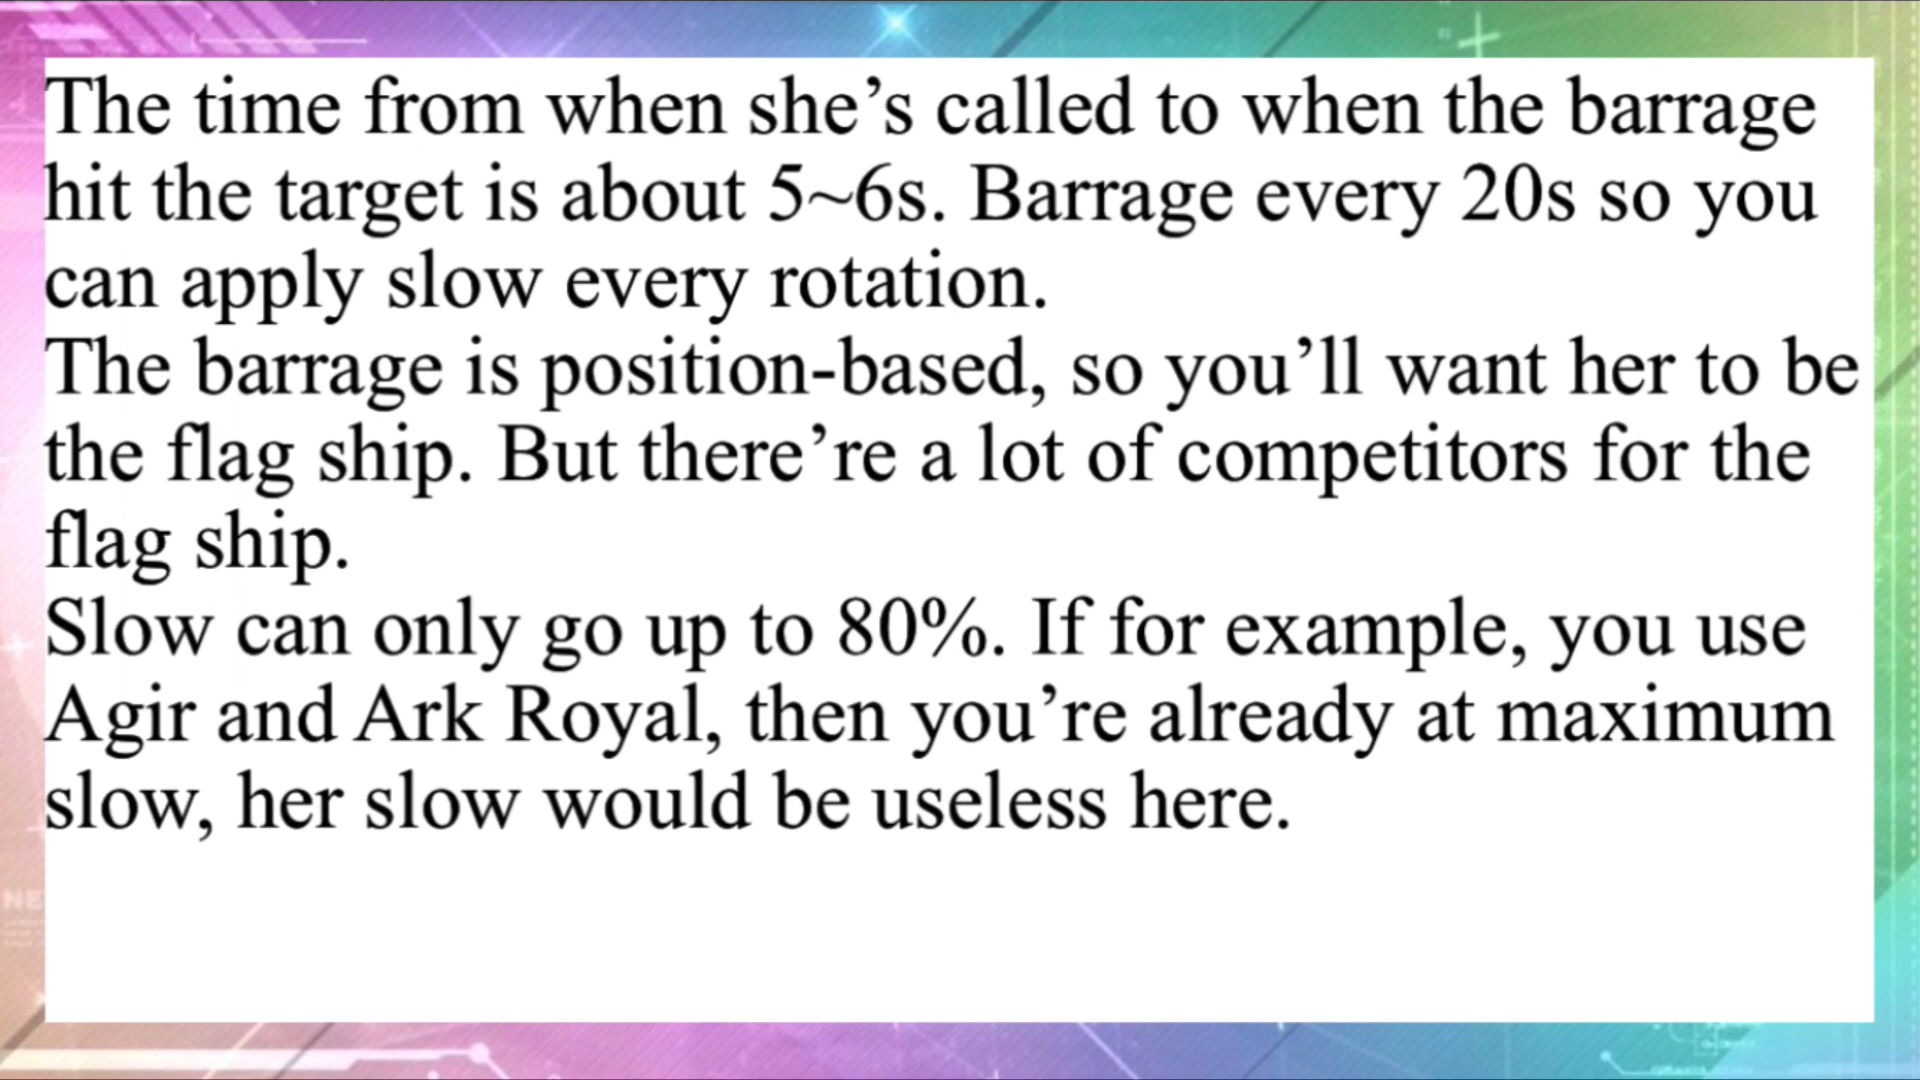 The time from when she’s called to when the barrage
hit the target is about 5~6s. Barrage every 20s so you
can apply slow every rotation.
The barrage is position-based, so you’ll want her to be
the flag ship. But there’re a lot of competitors for the
flag ship.
Slow can only go up to 80%. If for example, you use
Agir and Ark Royal, then you’re already at maximum
slow, her slow would be useless here.